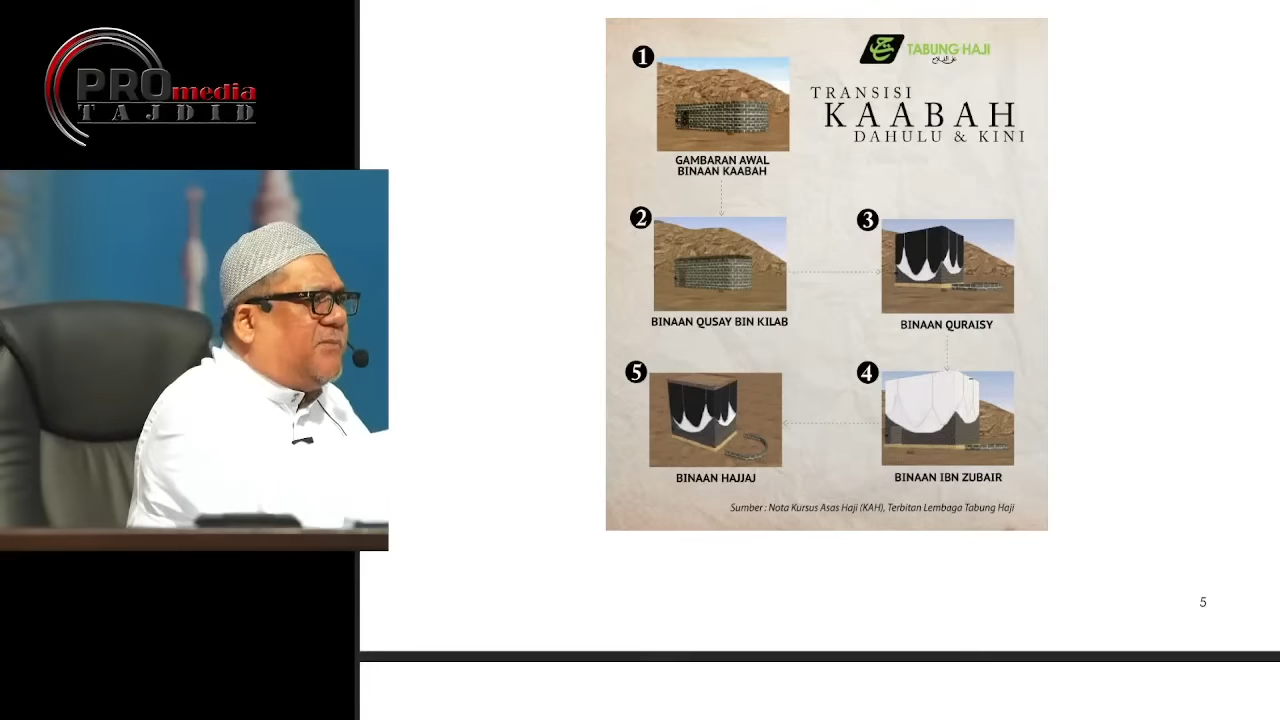 PROmedia
TAJDID
TABUNG HAJI
TRANSISI
KAABAH
DAHULU & KINI
1
GAMBARAN AWAL
BINAAN KAABAH
2
BINAAN QUSAY BIN KILAB
3
BINAAN QURAISY
5
BINAAN HAJJAJ
4
BINAAN IBN ZUBAIR
Sumber : Nota Kursus Asas Haji (KAH), Terbitan Lembaga Tabung Haji
5